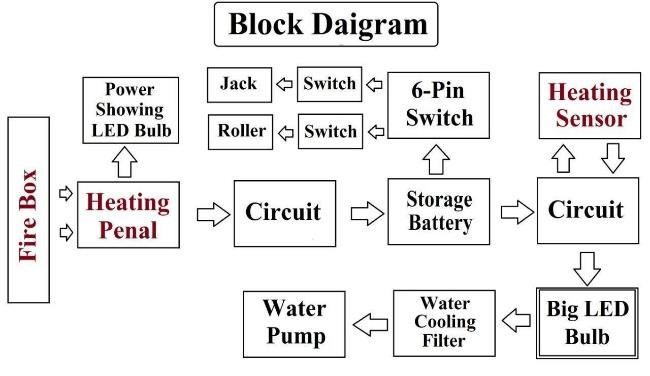 Block Daigram
Power
Showing
LED Bulb
Jack
Switch
6-Pin
Switch
Heating
Sensor
Roller
Switch
Fire Box
Heating
Penal
Circuit
Storage
Battery
Circuit
Water
Pump
Water
Cooling
Filter
Big LED
Bulb